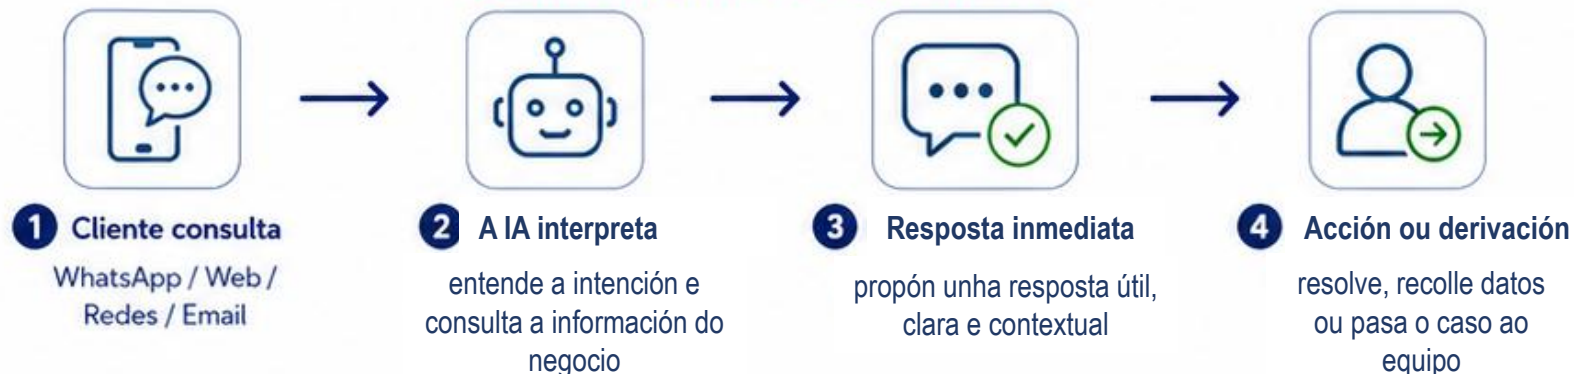 1 Cliente consulta
WhatsApp / Web /
Redes / Email
2 A IA interpreta
entende a intención e
consulta a información do
negocio
3 Resposta inmediata
propón unha resposta útil,
clara e contextual
4 Acción ou derivación
resolve, recolle datos
ou pasa o caso ao
equipo